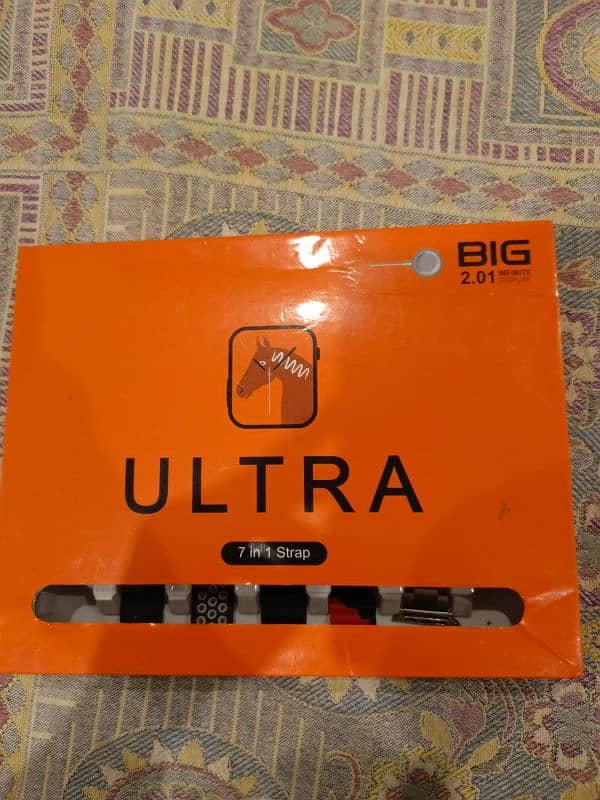 BIG
2.01 INFINITE
DISPLAY
ULTRA
7 in 1 Strap